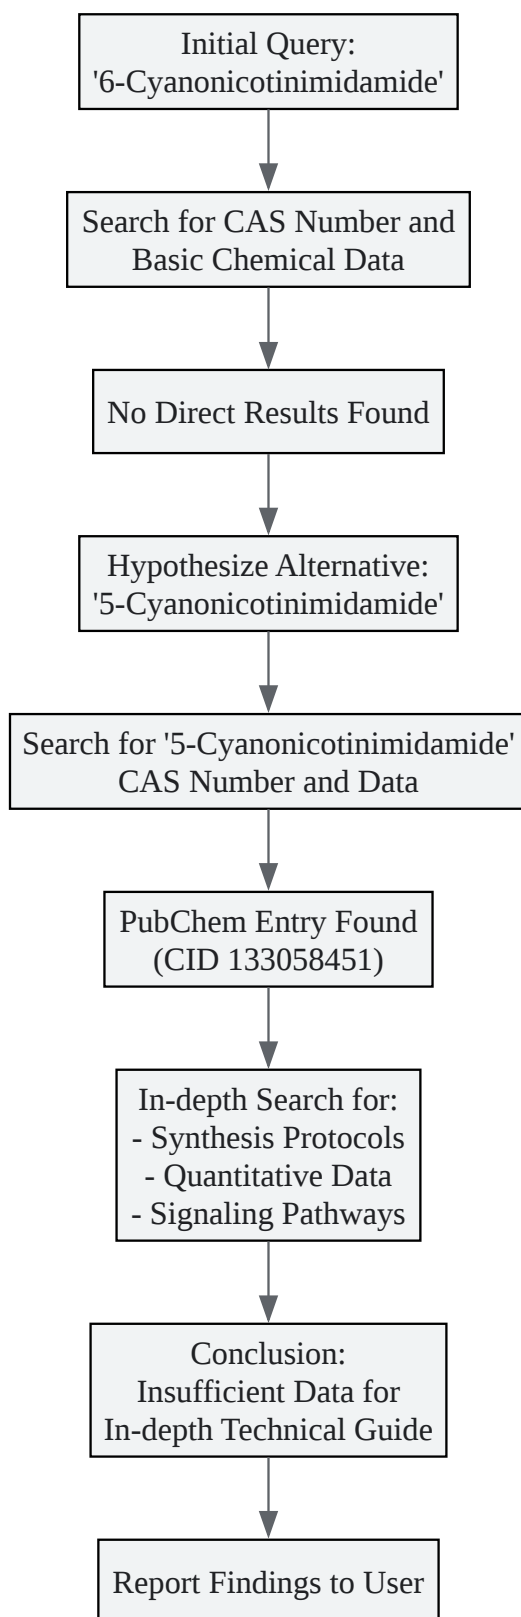 Initial Query:
'6-Cyanonicotinimidamide'
Search for CAS Number and
Basic Chemical Data
No Direct Results Found
Hypothesize Alternative:
'5-Cyanonicotinimidamide'
Search for '5-Cyanonicotinimidamide'
CAS Number and Data
PubChem Entry Found
(CID 133058451)
In-depth Search for:
- Synthesis Protocols
- Quantitative Data
- Signaling Pathways
Conclusion:
Insufficient Data for
In-depth Technical Guide
Report Findings to User